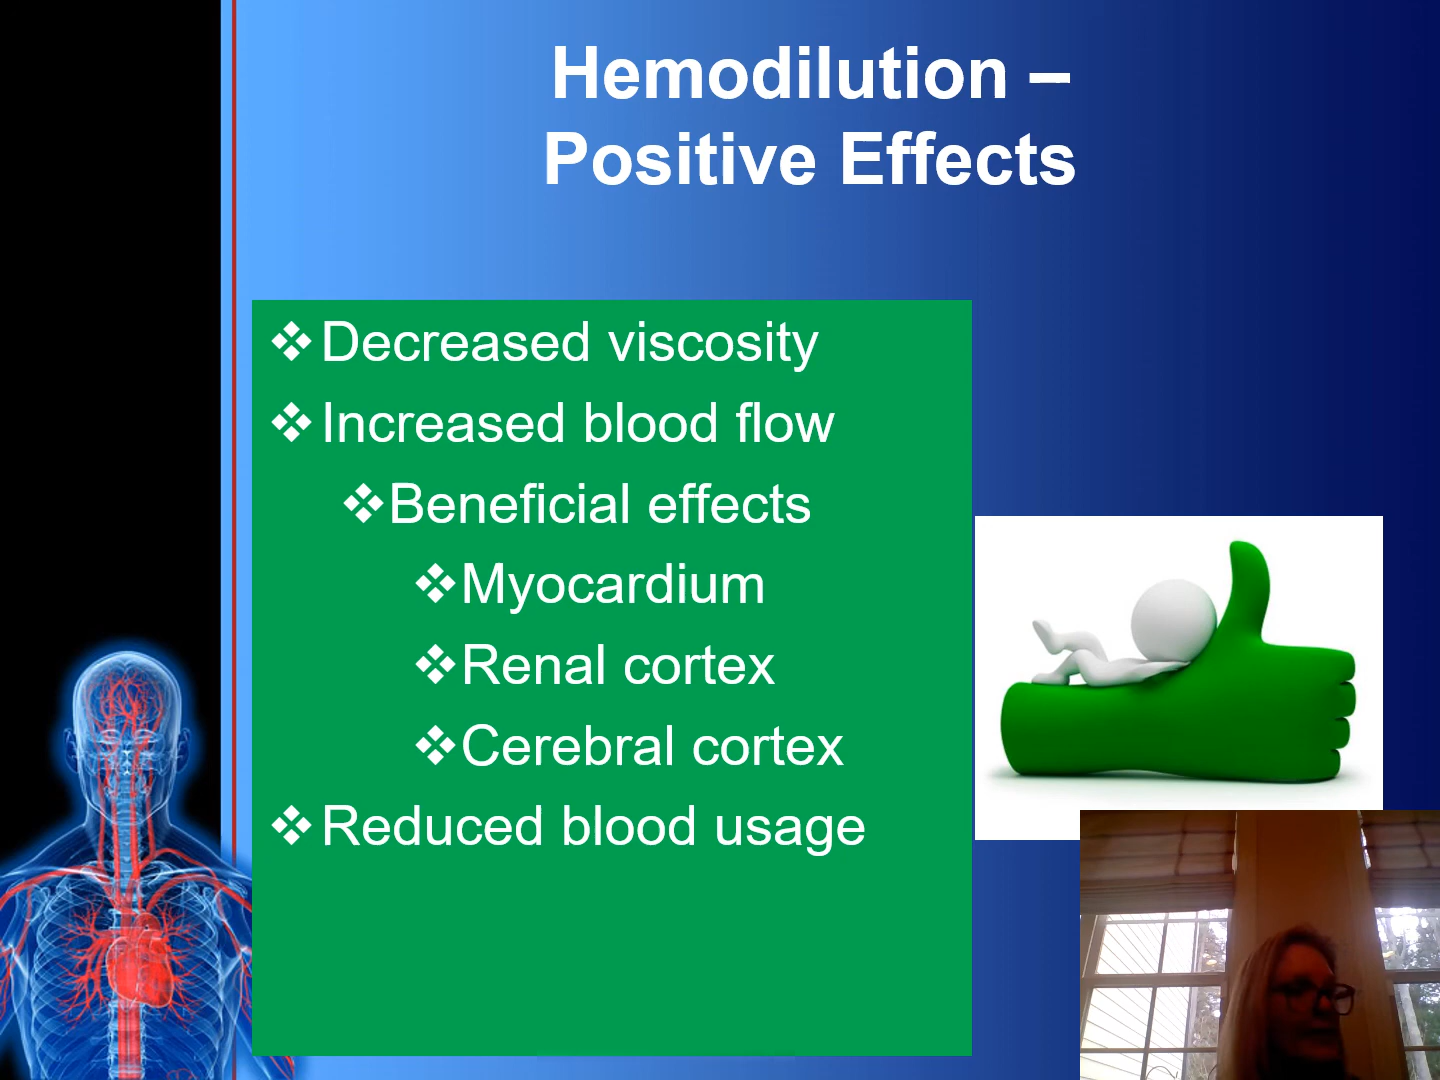 Hemodilution –
Positive Effects
❖Decreased viscosity
❖Increased blood flow
❖Beneficial effects
❖Myocardium
❖Renal cortex
❖Cerebral cortex
❖Reduced blood usage